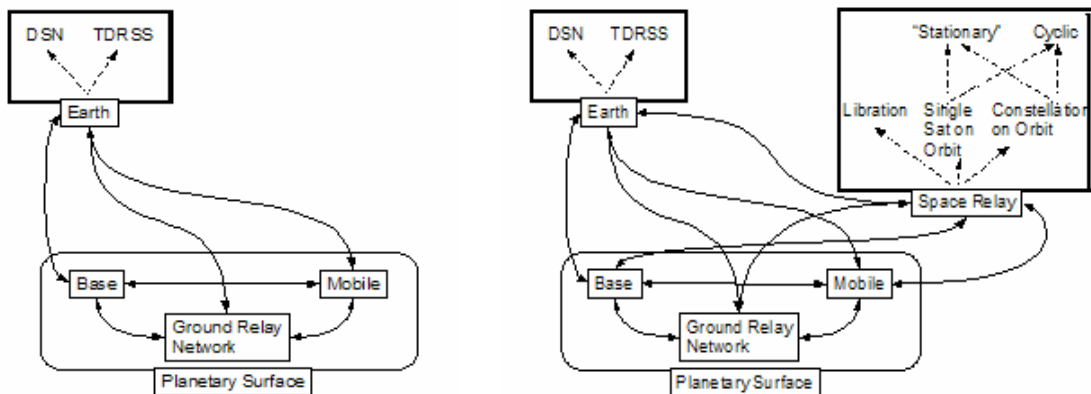 DSN TDRSS
Earth
Base
Mobile
Ground Relay
Network
Planetary Surface
DSN TDRSS
Earth
"Stationary" Cyclic
Libration
Single
Sat on
Orbit
Constellation
on Orbit
Space Relay
Base
Mobile
Ground Relay
Network
Planetary Surface